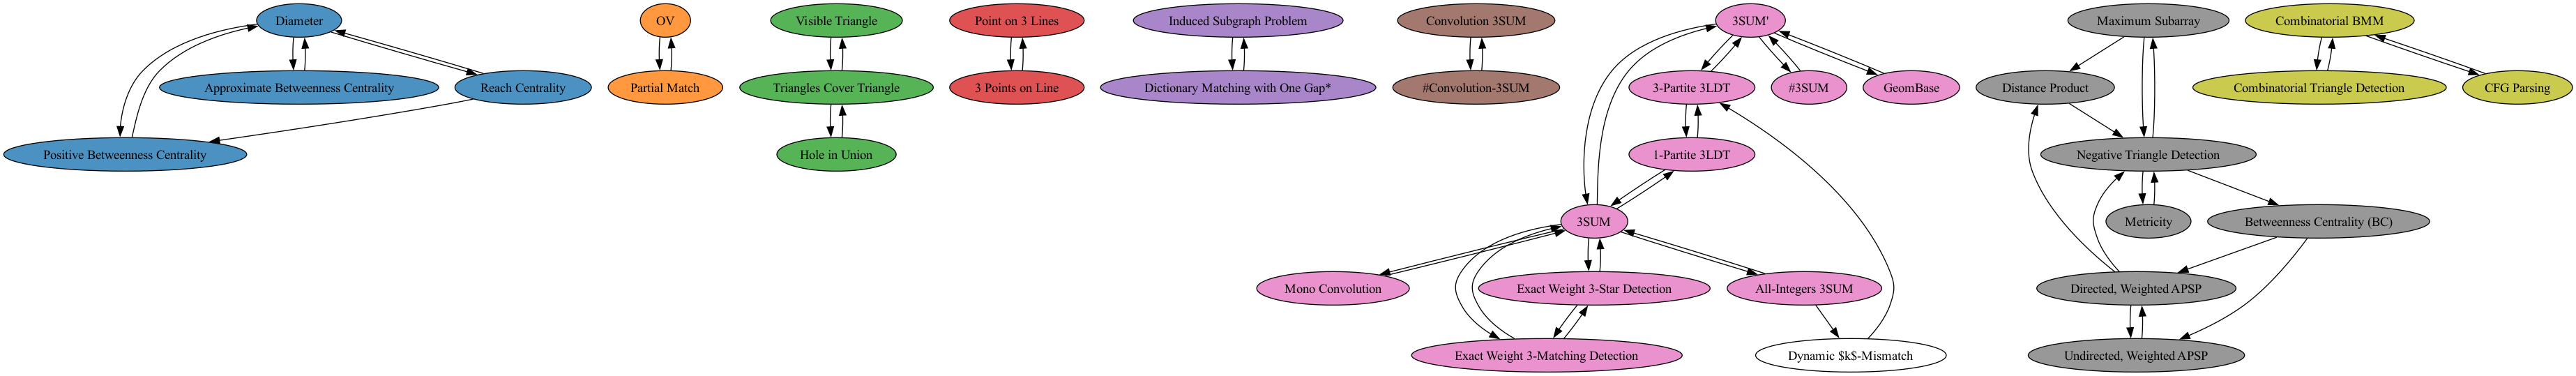 Diameter
OV
Visible Triangle
Point on 3 Lines
Induced Subgraph Problem
Convolution 3SUM
3SUM'
Maximum Subarray
Combinatorial BMM
Approximate Betweenness Centrality
Reach Centrality
Partial Match
Triangles Cover Triangle
3 Points on Line
Dictionary Matching with One Gap*
#Convolution-3SUM
3-Partite 3LDT
#3SUM
GeomBase
Distance Product
Combinatorial Triangle Detection
CFG Parsing
Positive Betweenness Centrality
Hole in Union
1-Partite 3LDT
Negative Triangle Detection
3SUM
Metricity
Betweenness Centrality (BC)
Mono Convolution
Exact Weight 3-Star Detection
All-Integers 3SUM
Directed, Weighted APSP
Exact Weight 3-Matching Detection
Dynamic $k$-Mismatch
Undirected, Weighted APSP